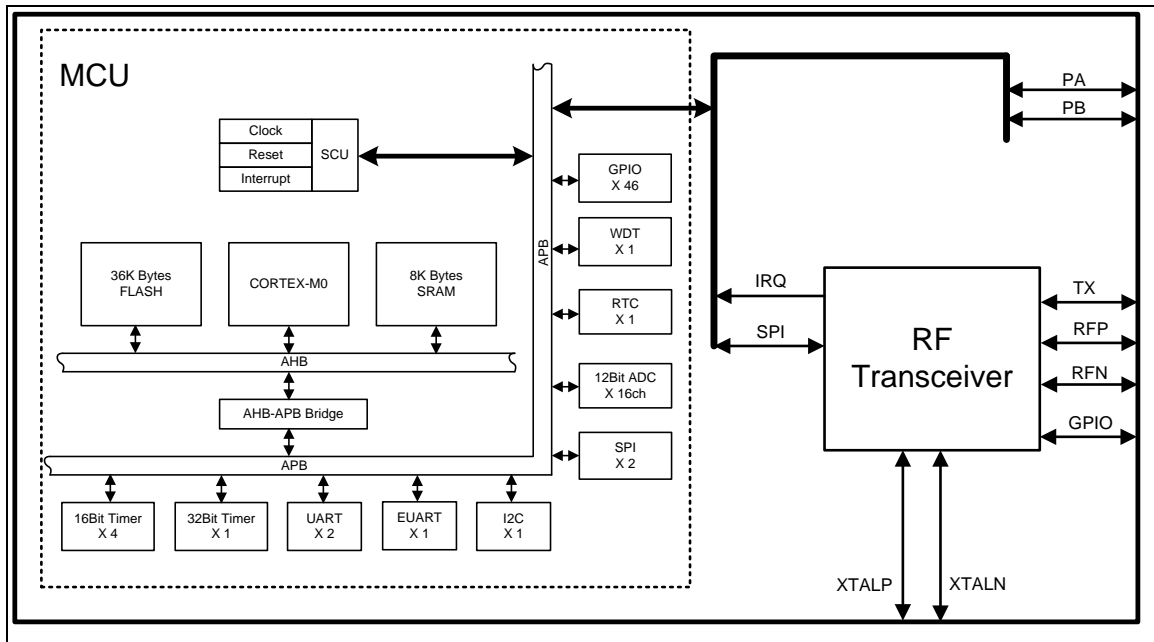 MCU
Clock
Reset
Interrupt
SCU
GPIO
X 46
WDT
X 1
RTC
X 1
12Bit ADC
X 16ch
SPI
X 2
APB
36K Bytes
FLASH
CORTEX-M0
8K Bytes
SRAM
AHB
AHB-APB Bridge
APB
16Bit Timer
X 4
32Bit Timer
X 1
UART
X 2
EUART
X 1
I2C
X 1
PA
PB
IRQ
SPI
RF
Transceiver
TX
RFP
RFN
GPIO
XTALP
XTALN